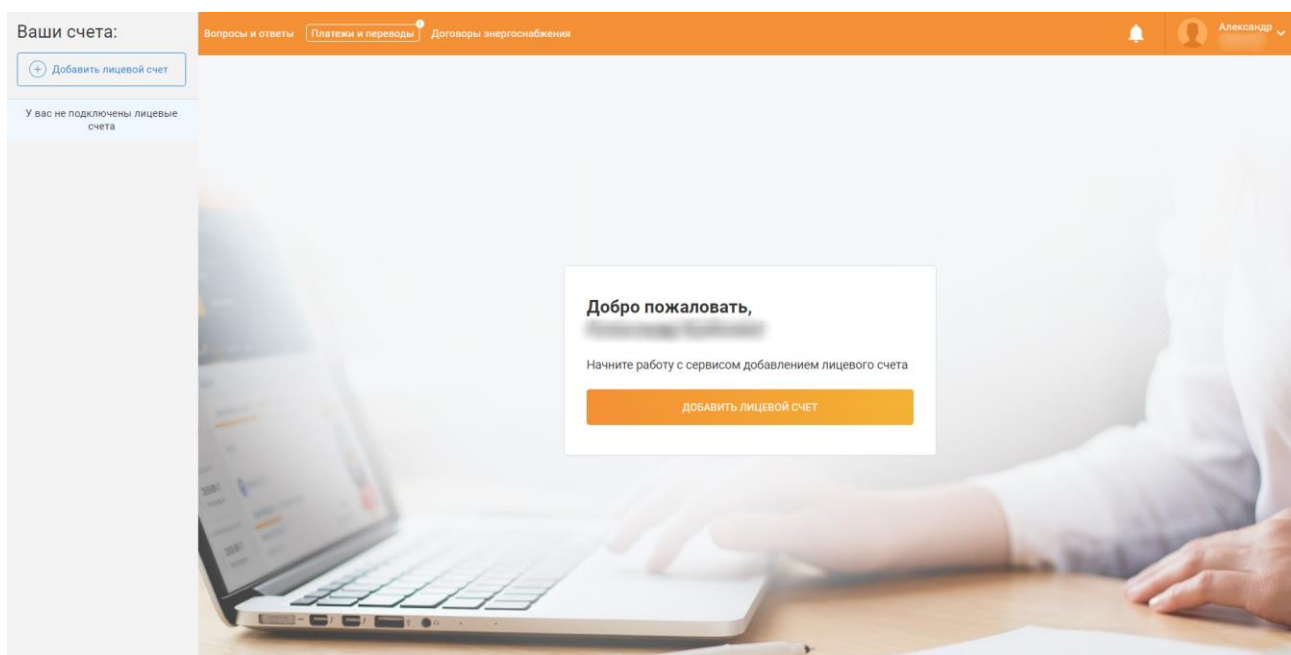 Ваши счета:
Добавить лицевой счет
У вас не подключены лицевые
счета
Вопросы и ответы
Платежи и переводы
Договоры энергоснабжения
Александр
Добро пожаловать,
Начните работу с сервисом добавлением лицевого счета
ДОБАВИТЬ ЛИЦЕВОЙ СЧЕТ